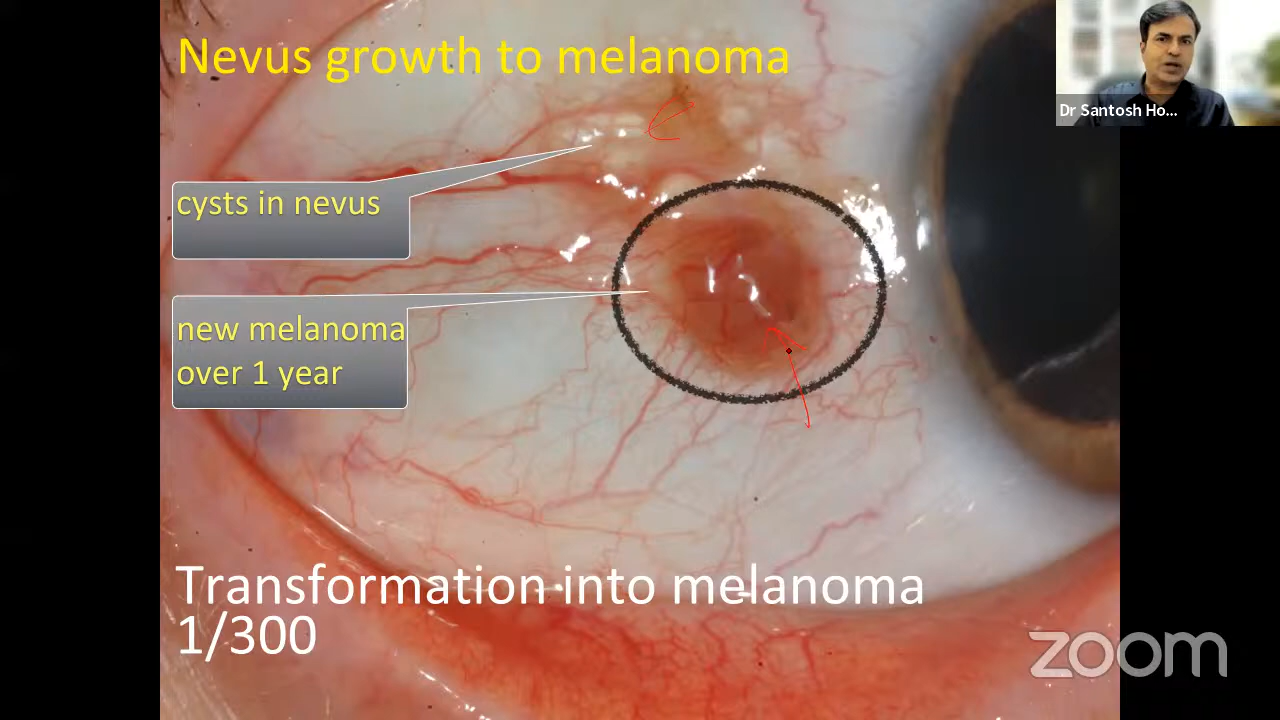 Nevus growth to melanoma
Dr Santosh Ho...
cysts in nevus
new melanoma
over 1 year
Transformation into melanoma
1/300
zoom